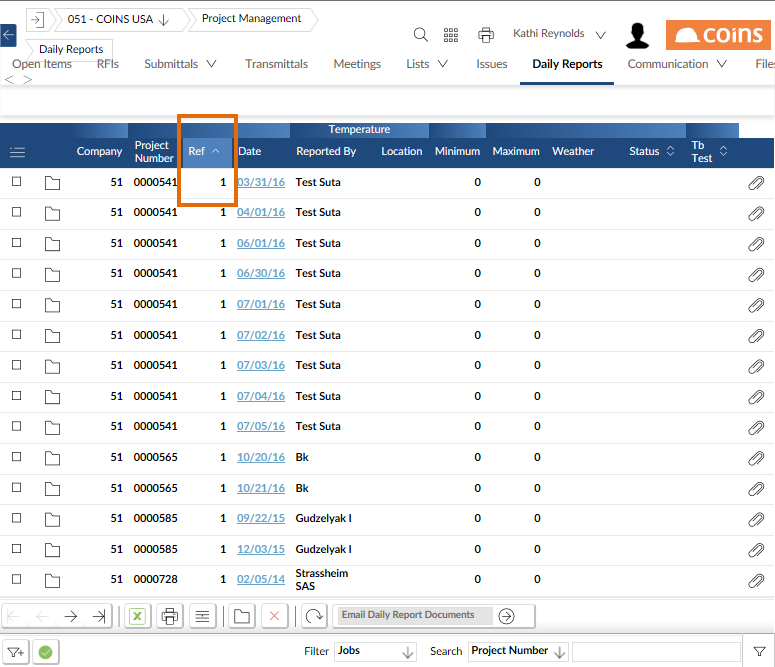 051 - COINS USA
Project Management
Daily Reports
Kathi Reynolds
coins
Open Items RFIs Submittals Transmittals Meetings Lists Issues Daily Reports Communication Files
Temperature
Company Project Number Ref Date Reported By Location Minimum Maximum Weather Status Tb Test
51 0000541 1 03/31/16 Test Suta 0 0
51 0000541 1 04/01/16 Test Suta 0 0
51 0000541 1 06/01/16 Test Suta 0 0
51 0000541 1 06/30/16 Test Suta 0 0
51 0000541 1 07/01/16 Test Suta 0 0
51 0000541 1 07/02/16 Test Suta 0 0
51 0000541 1 07/03/16 Test Suta 0 0
51 0000541 1 07/04/16 Test Suta 0 0
51 0000541 1 07/05/16 Test Suta 0 0
51 0000565 1 10/20/16 Bk 0 0
51 0000565 1 10/21/16 Bk 0 0
51 0000585 1 09/22/15 Gudzelyak I 0 0
51 0000585 1 12/03/15 Gudzelyak I 0 0
51 0000728 1 02/05/14 Strassheim SAS 0 0
Email Daily Report Documents
Filter Jobs Search Project Number